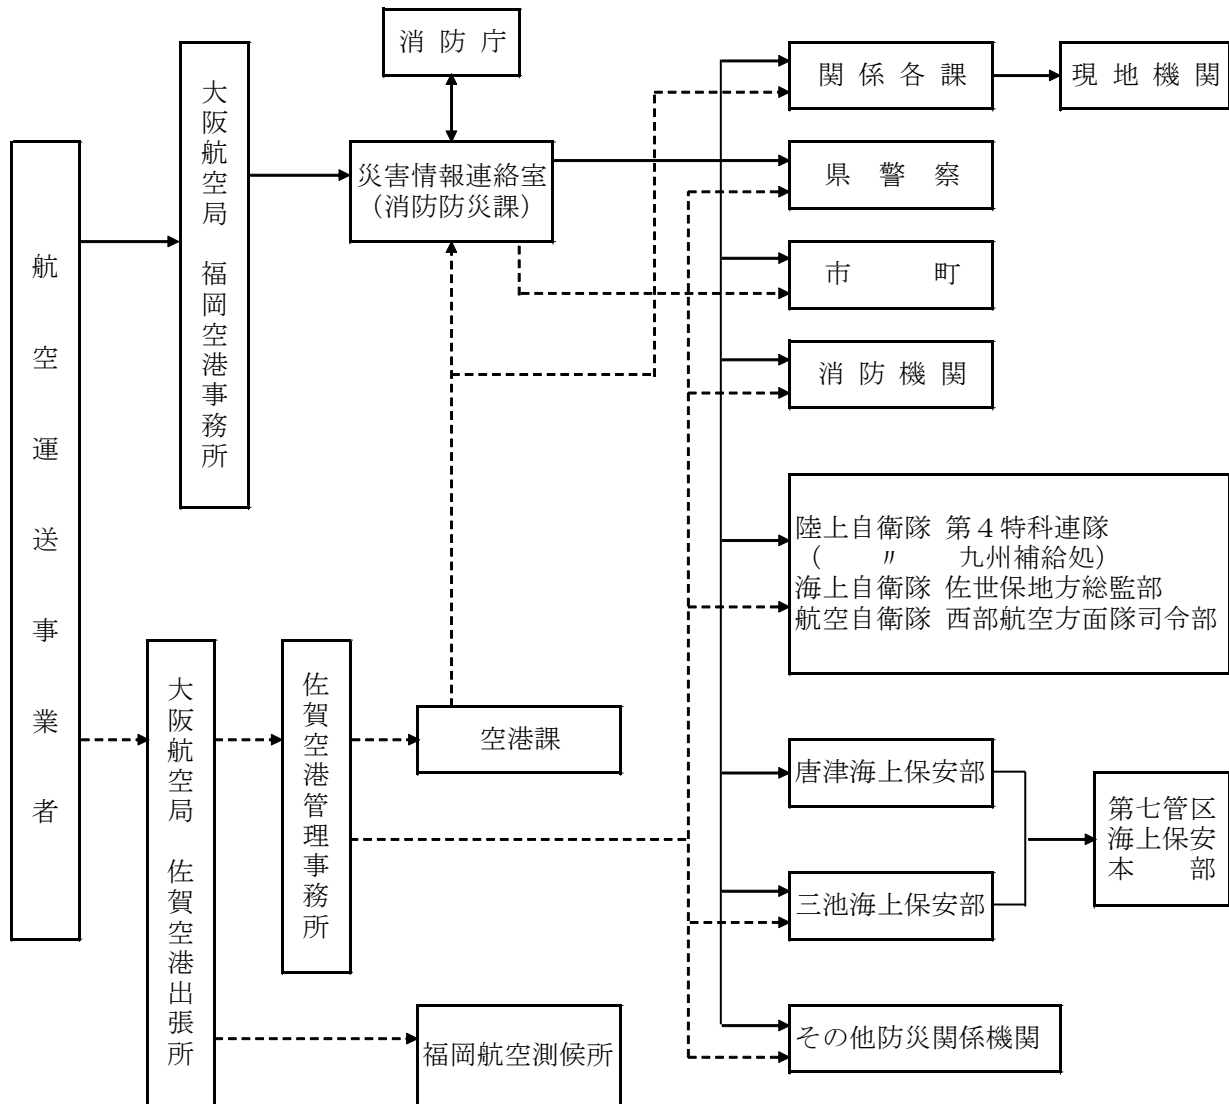 消防庁
関係各課
現地機関
大阪航空局 福岡空港事務所
災害情報連絡室
（消防防災課）
県警察
航空運送事業者
市町
消防機関
陸上自衛隊 第４特科連隊
（ 〃 九州補給処）
海上自衛隊 佐世保地方総監部
航空自衛隊 西部航空方面隊司令部
大阪航空局 佐賀空港出張所
佐賀空港管理事務所
空港課
唐津海上保安部
第七管区
海上保安
本部
三池海上保安部
福岡航空測候所
その他防災関係機関